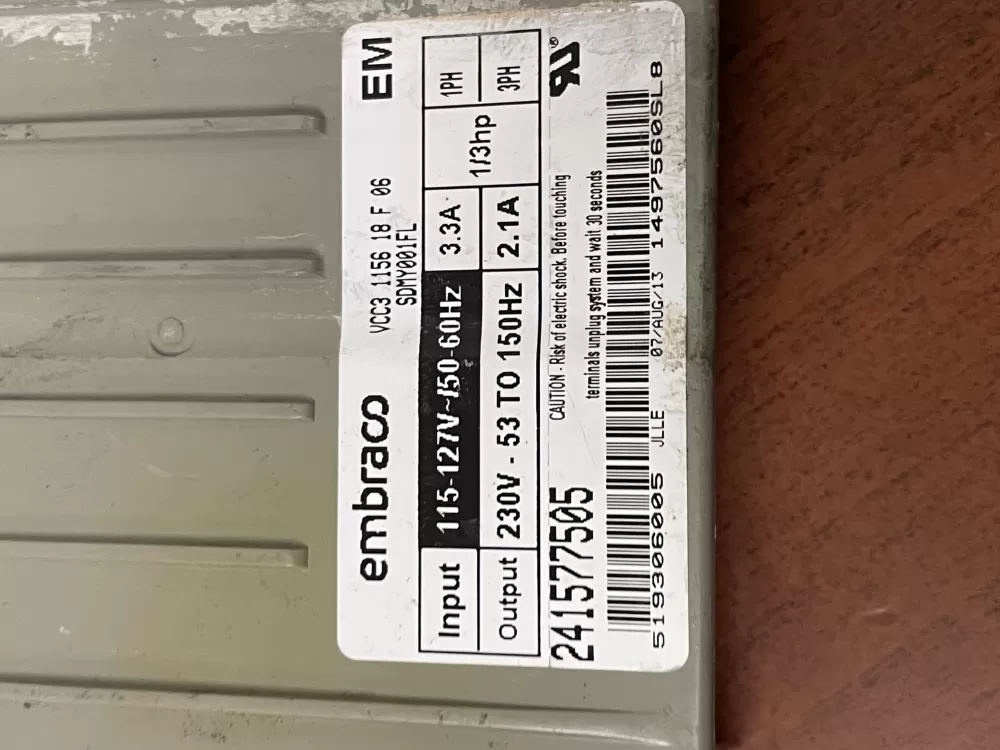 embraco VCC3 1156 18 F 06 EM
SDMY001FL
Input 115-127V~/50-60Hz 3.3A 1/3hp 1PH
Output 230V - 53 TO 150Hz 2.1A 3PH
241577505 CAUTION - Risk of electric shock. Before touching
terminals unplug system and wait 30 seconds
519306005 JLLE 07/AUG/13 1497560SL8